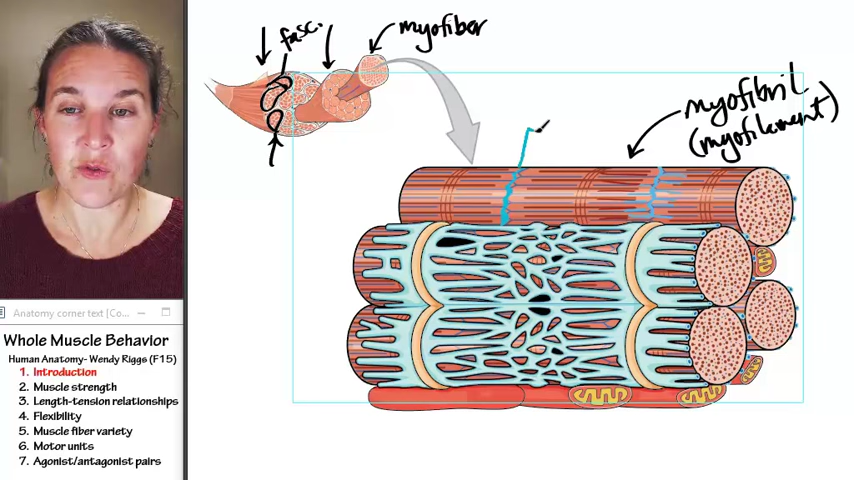 fasc.
myofiber
myofibril
(myofilament)
Anatomy corner text [Co...
Whole Muscle Behavior
Human Anatomy- Wendy Riggs (F15)
1. Introduction
2. Muscle strength
3. Length-tension relationships
4. Flexibility
5. Muscle fiber variety
6. Motor units
7. Agonist/antagonist pairs